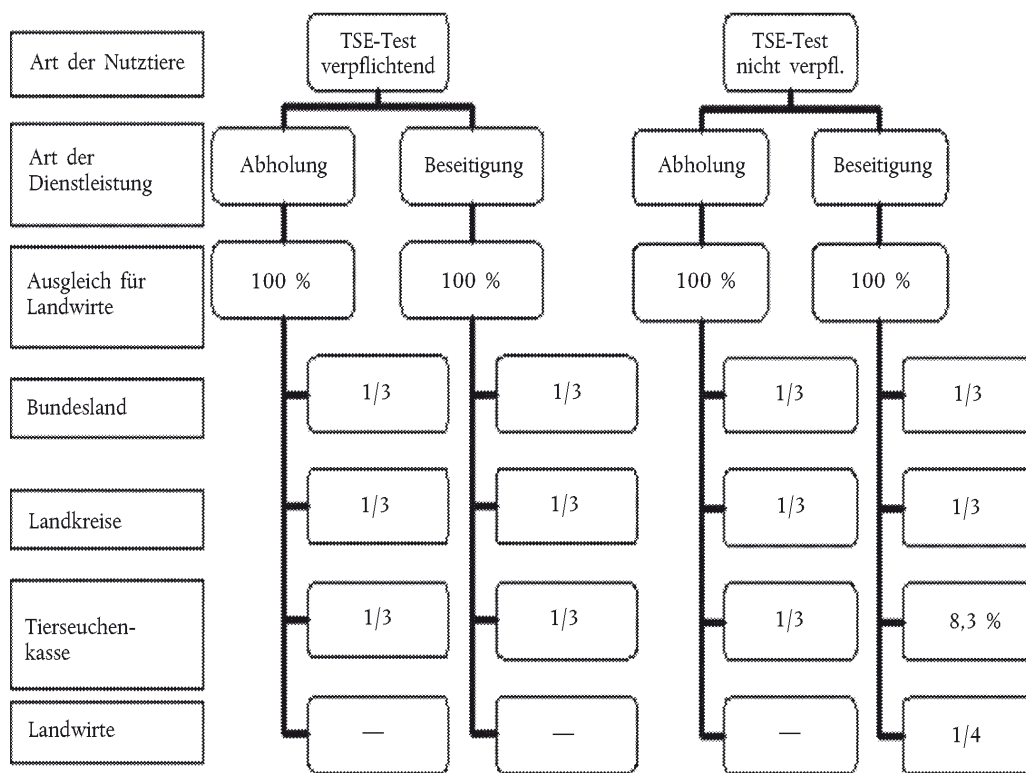 Art der Nutztiere
TSE-Test
verpflichtend
TSE-Test
nicht verpfl.
Art der
Dienstleistung
Abholung
Beseitigung
Abholung
Beseitigung
Ausgleich für
Landwirte
100 %
100 %
100 %
100 %
Bundesland
1/3
1/3
1/3
1/3
Landkreise
1/3
1/3
1/3
1/3
Tierseuchen-
kasse
1/3
1/3
1/3
8,3 %
Landwirte
—
—
—
1/4